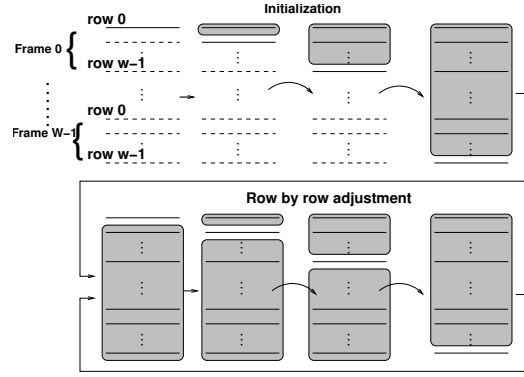 Initialization
row 0
Frame 0
row w−1
row 0
Frame W−1
row w−1
Row by row adjustment